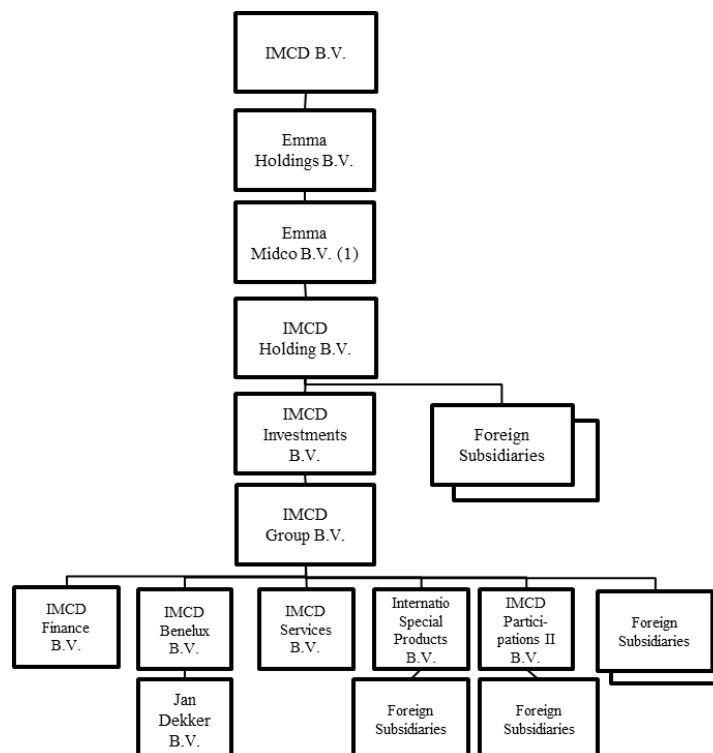 IMCD B.V.
Emma
Holdings B.V.
Emma
Midco B.V. (1)
IMCD
Holding B.V.
IMCD
Investments
B.V.
Foreign
Subsidiaries
IMCD
Group B.V.
IMCD
Finance
B.V.
IMCD
Benelux
B.V.
IMCD
Services
B.V.
Internatio
Special
Products
B.V.
IMCD
Partici-
pations II
B.V.
Foreign
Subsidiaries
Jan
Dekker
B.V.
Foreign
Subsidiaries
Foreign
Subsidiaries